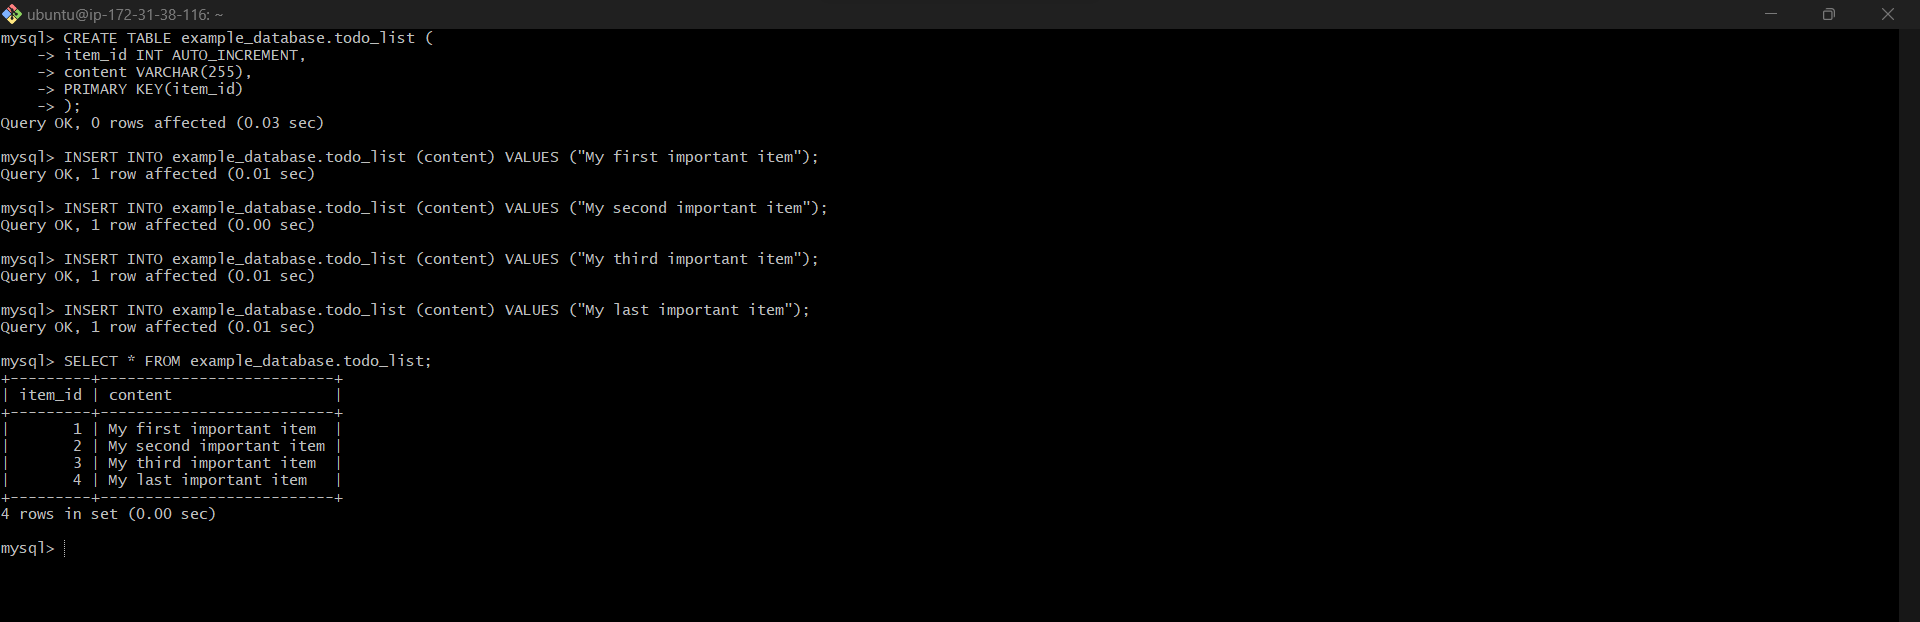 ubuntu@ip-172-31-38-116: ~
mysql> CREATE TABLE example_database.todo_list (
    -> item_id INT AUTO_INCREMENT,
    -> content VARCHAR(255),
    -> PRIMARY KEY(item_id)
    -> );
Query OK, 0 rows affected (0.03 sec)

mysql> INSERT INTO example_database.todo_list (content) VALUES ("My first important item");
Query OK, 1 row affected (0.01 sec)

mysql> INSERT INTO example_database.todo_list (content) VALUES ("My second important item");
Query OK, 1 row affected (0.00 sec)

mysql> INSERT INTO example_database.todo_list (content) VALUES ("My third important item");
Query OK, 1 row affected (0.01 sec)

mysql> INSERT INTO example_database.todo_list (content) VALUES ("My last important item");
Query OK, 1 row affected (0.01 sec)

mysql> SELECT * FROM example_database.todo_list;
+---------+--------------------------+
| item_id | content                  |
+---------+--------------------------+
|       1 | My first important item  |
|       2 | My second important item |
|       3 | My third important item  |
|       4 | My last important item   |
+---------+--------------------------+
4 rows in set (0.00 sec)

mysql>